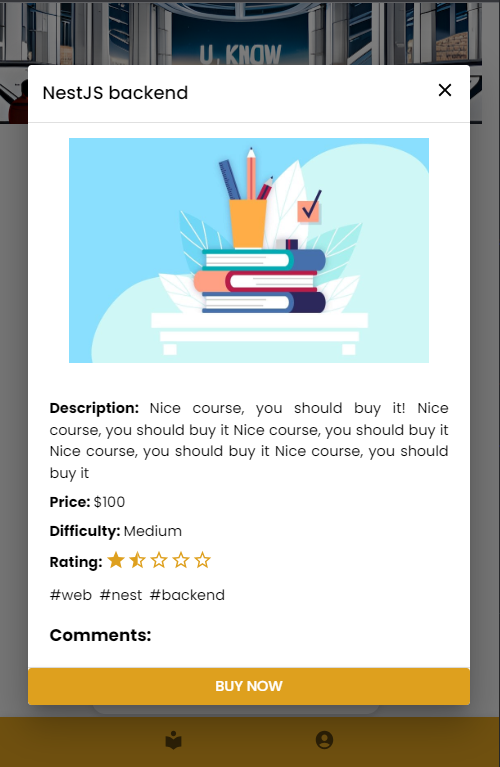 U, KNOW
NestJS backend
Description: Nice course, you should buy it! Nice
course, you should buy it Nice course, you should buy it
Nice course, you should buy it Nice course, you should
buy it
Price: $100
Difficulty: Medium
Rating:
#web #nest #backend
Comments:
BUY NOW